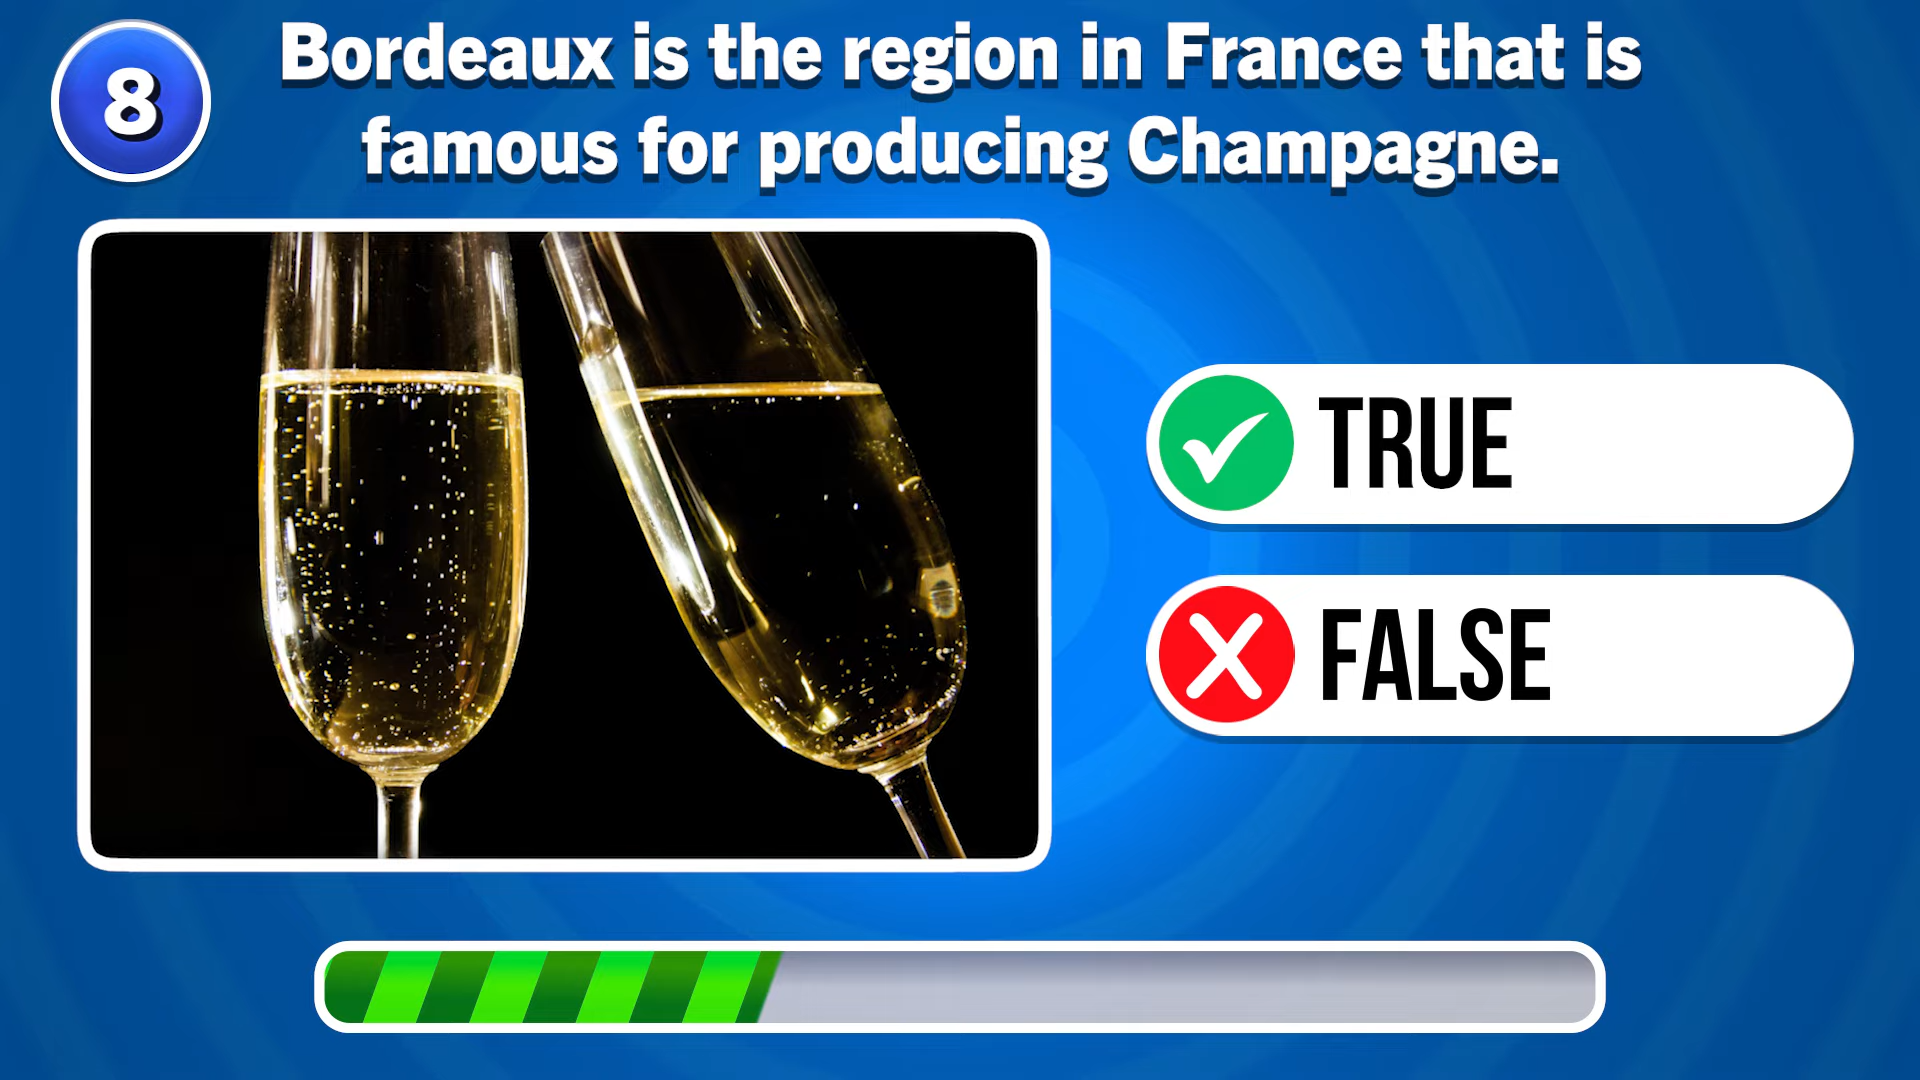 8
Bordeaux is the region in France that is
famous for producing Champagne.
TRUE
FALSE